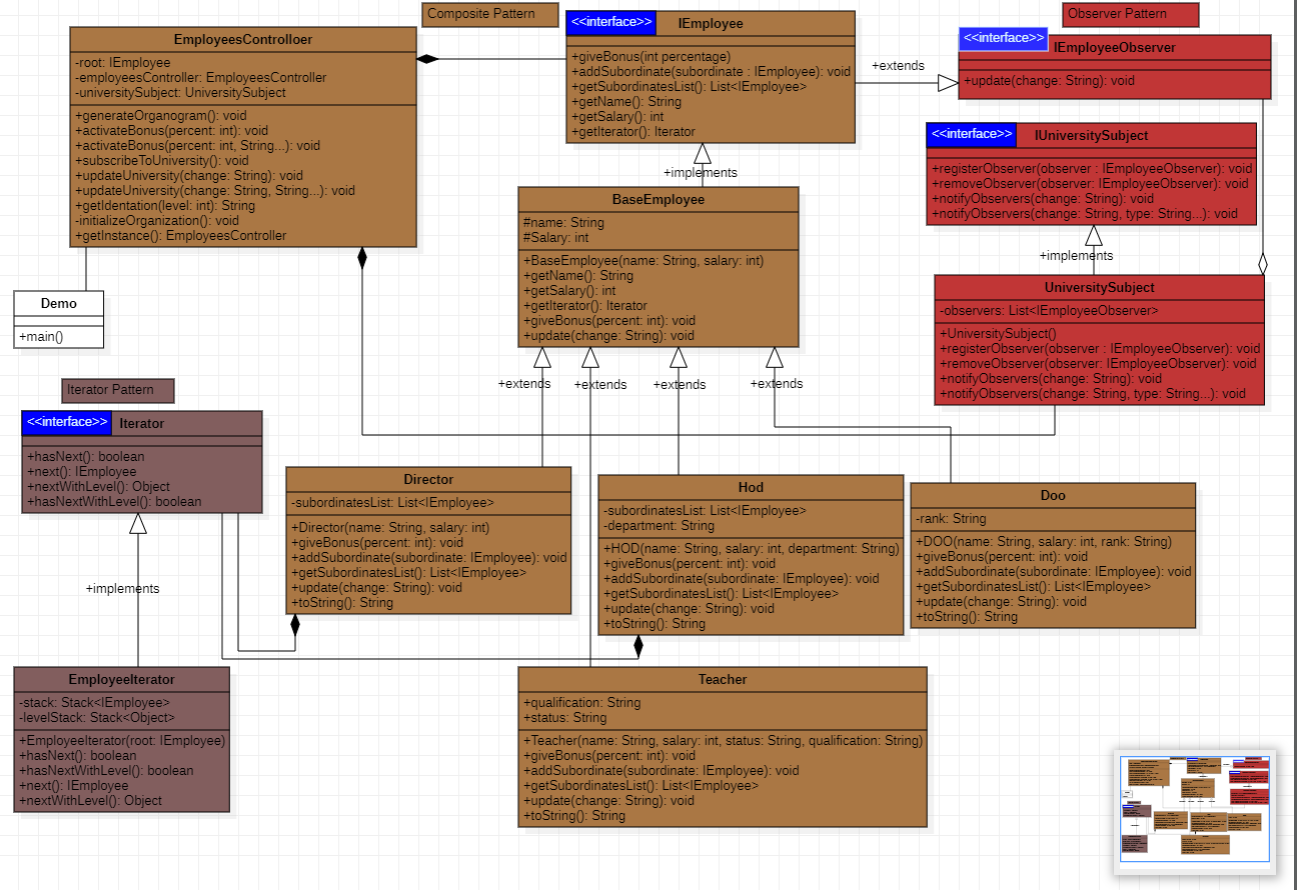 Composite Pattern
Observer Pattern
EmployeesControlloer
-root: IEmployee
-employeesController: EmployeesController
-universitySubject: UniversitySubject
+generateOrganogram(): void
+activateBonus(percent: int): void
+activateBonus(percent: int, String...): void
+subscribeToUniversity(): void
+updateUniversity(change: String): void
+updateUniversity(change: String, String...): void
+getIdentation(level: int): String
-initializeOrganization(): void
+getInstance(): EmployeesController
<<interface>>
IEmployee
+giveBonus(int percentage)
+addSubordinate(subordinate : IEmployee): void
+getSubordinatesList(): List<IEmployee>
+getName(): String
+getSalary(): int
+getIterator(): Iterator
+extends
<<interface>>
IEmployeeObserver
+update(change: String): void
<<interface>>
IUniversitySubject
+registerObserver(observer : IEmployeeObserver): void
+removeObserver(observer: IEmployeeObserver): void
+notifyObservers(change: String): void
+notifyObservers(change: String, type: String...): void
+implements
+implements
BaseEmployee
#name: String
#Salary: int
+BaseEmployee(name: String, salary: int)
+getName(): String
+getSalary(): int
+getIterator(): Iterator
+giveBonus(percent: int): void
+update(change: String): void
UniversitySubject
-observers: List<IEmployeeObserver>
+UniversitySubject()
+registerObserver(observer : IEmployeeObserver): void
+removeObserver(observer: IEmployeeObserver): void
+notifyObservers(change: String): void
+notifyObservers(change: String, type: String...): void
Demo
+main()
+extends
+extends
+extends
+extends
Iterator Pattern
<<interface>>
Iterator
+hasNext(): boolean
+next(): IEmployee
+nextWithLevel(): Object
+hasNextWithLevel(): boolean
+implements
Director
-subordinatesList: List<IEmployee>
+Director(name: String, salary: int)
+giveBonus(percent: int): void
+addSubordinate(subordinate: IEmployee): void
+getSubordinatesList(): List<IEmployee>
+update(change: String): void
+toString(): String
Hod
-subordinatesList: List<IEmployee>
-department: String
+HOD(name: String, salary: int, department: String)
+giveBonus(percent: int): void
+addSubordinate(subordinate: IEmployee): void
+getSubordinatesList(): List<IEmployee>
+update(change: String): void
+toString(): String
Doo
-rank: String
+DOO(name: String, salary: int, rank: String)
+giveBonus(percent: int): void
+addSubordinate(subordinate: IEmployee): void
+getSubordinatesList(): List<IEmployee>
+update(change: String): void
+toString(): String
EmployeeIterator
-stack: Stack<IEmployee>
-levelStack: Stack<Object>
+EmployeeIterator(root: IEmployee)
+hasNext(): boolean
+hasNextWithLevel(): boolean
+next(): IEmployee
+nextWithLevel(): Object
Teacher
+qualification: String
+status: String
+Teacher(name: String, salary: int, status: String, qualification: String)
+giveBonus(percent: int): void
+addSubordinate(subordinate: IEmployee): void
+getSubordinatesList(): List<IEmployee>
+update(change: String): void
+toString(): String